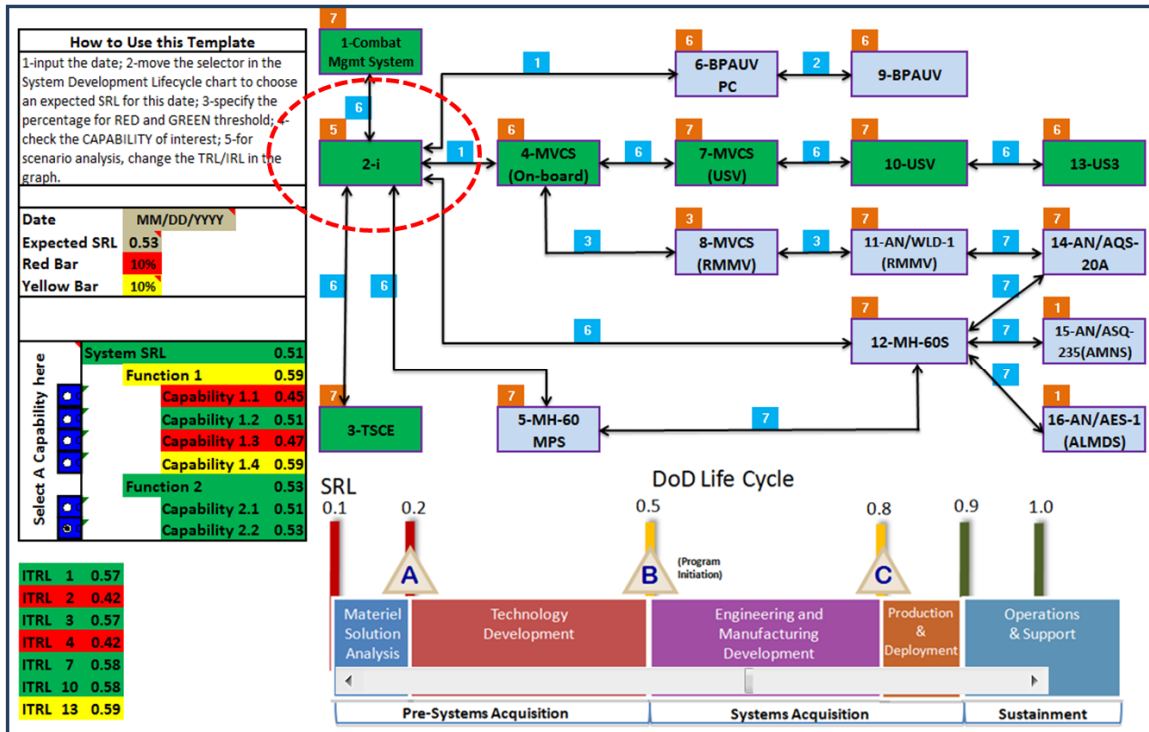 How to Use this Template
1-input the date; 2-move the selector in the
System Development Lifecycle chart to choose
an expected SRL for this date; 3-specify the
percentage for RED and GREEN threshold; 4-
check the CAPABILITY of interest; 5-for
scenario analysis, change the TRL/IRL in the
graph.
Date MM/DD/YYYY
Expected SRL 0.53
Red Bar 10%
Yellow Bar 10%
Select A Capability here
System SRL 0.51
Function 1 0.59
Capability 1.1 0.45
Capability 1.2 0.51
Capability 1.3 0.47
Capability 1.4 0.59
Function 2 0.53
Capability 2.1 0.51
Capability 2.2 0.53
ITRL 1 0.57
ITRL 2 0.42
ITRL 3 0.57
ITRL 4 0.42
ITRL 7 0.58
ITRL 10 0.58
ITRL 13 0.59
7
1-Combat
Mgmt System
6
1
6
6-BPAUV
PC
2
6
9-BPAUV
5
2-i
1
6
4-MVCS
(On-board)
6
7
7-MVCS
(USV)
6
7
10-USV
6
6
13-US3
3
3
8-MVCS
(RMMV)
3
7
11-AN/WLD-1
(RMMV)
7
7
14-AN/AQS-
20A
6
6
6
7
12-MH-60S
7
7
7
1
15-AN/ASQ-
235(AMNS)
1
16-AN/AES-1
(ALMDS)
7
3-TSCE
7
5-MH-60
MPS
7
DoD Life Cycle
SRL
0.1 0.2 0.5 0.8 0.9 1.0
A B C
(Program
Initiation)
Materiel
Solution
Analysis
Technology
Development
Engineering and
Manufacturing
Development
Production
&
Deployment
Operations
& Support
Pre-Systems Acquisition Systems Acquisition Sustainment